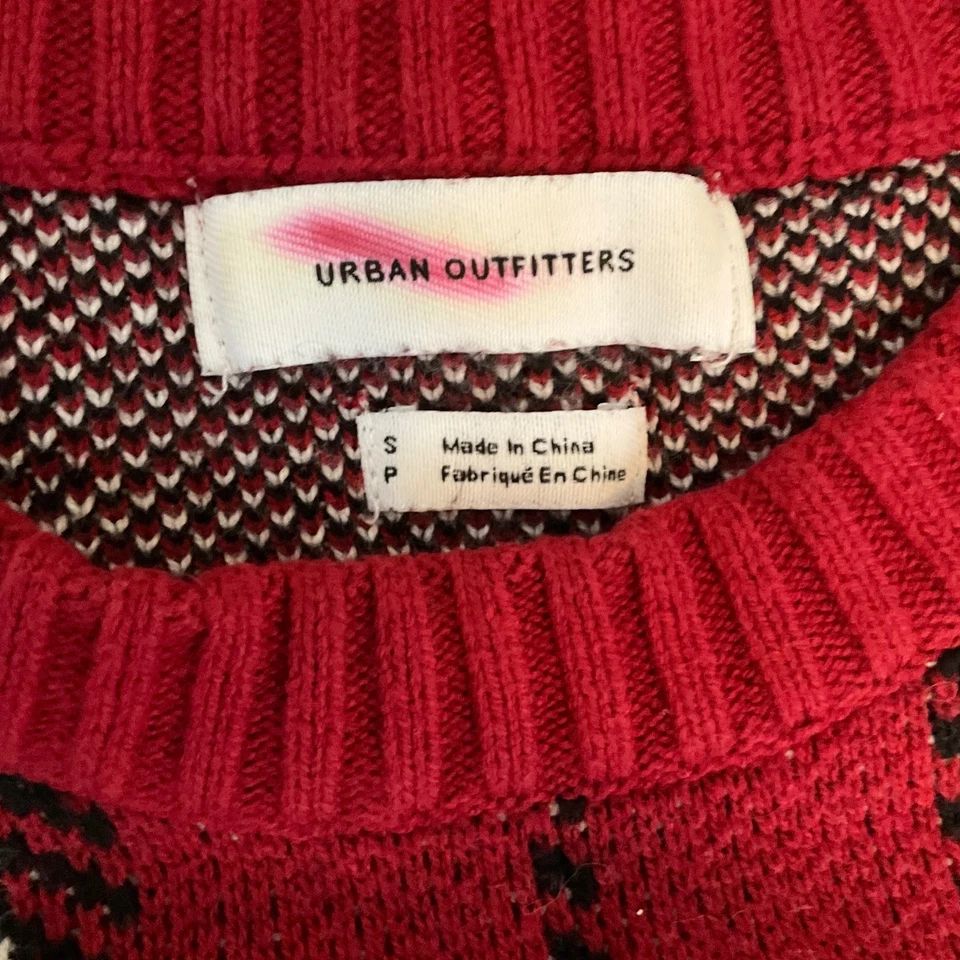 URBAN OUTFITTERS
S Made In China
P Fabriqué En Chine